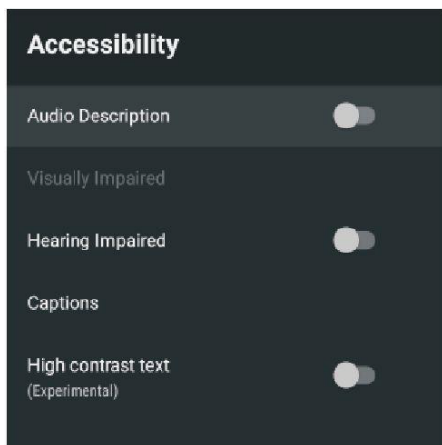 Accessibility
Audio Description
Visually Impaired
Hearing Impaired
Captions
High contrast text
(Experimental)